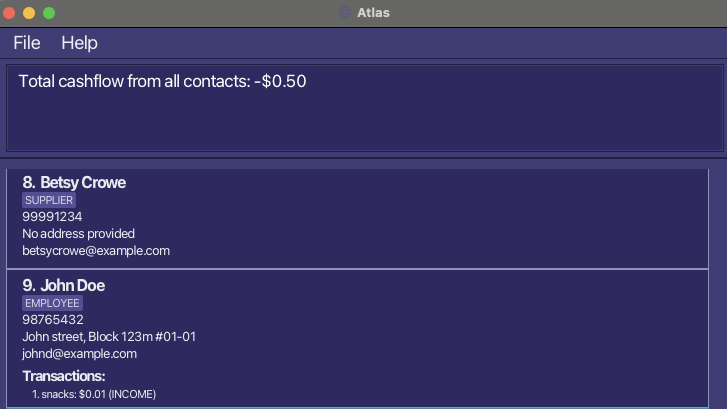 Atlas
File Help
Total cashflow from all contacts: -$0.50
8. Betsy Crowe
SUPPLIER
99991234
No address provided
betsycrowe@example.com
9. John Doe
EMPLOYEE
98765432
John street, Block 123m #01-01
johnd@example.com
Transactions:
1. snacks: $0.01 (INCOME)